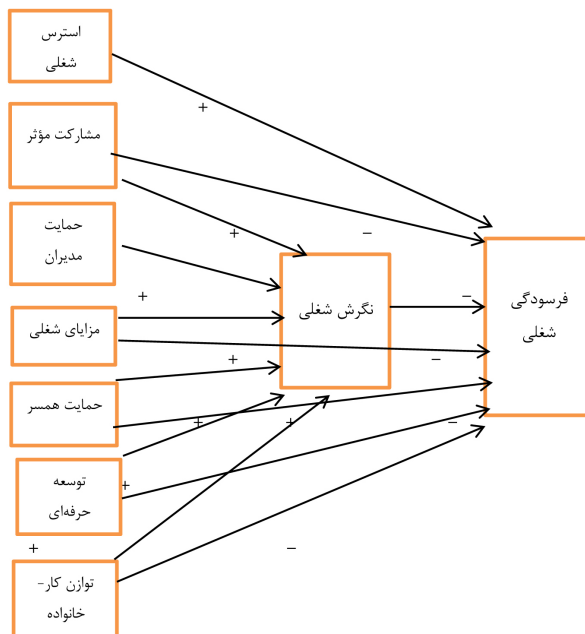 استرس
شغلی
+
مشارکت مؤثر
+
−
حمایت
مدیران
نگرش شغلی
فرسودگی
شغلی
+
−
مزایای شغلی
+
−
حمایت همسر
+
+
−
توسعه
حرفه‌ای
+
+
−
توازن کار-
خانواده